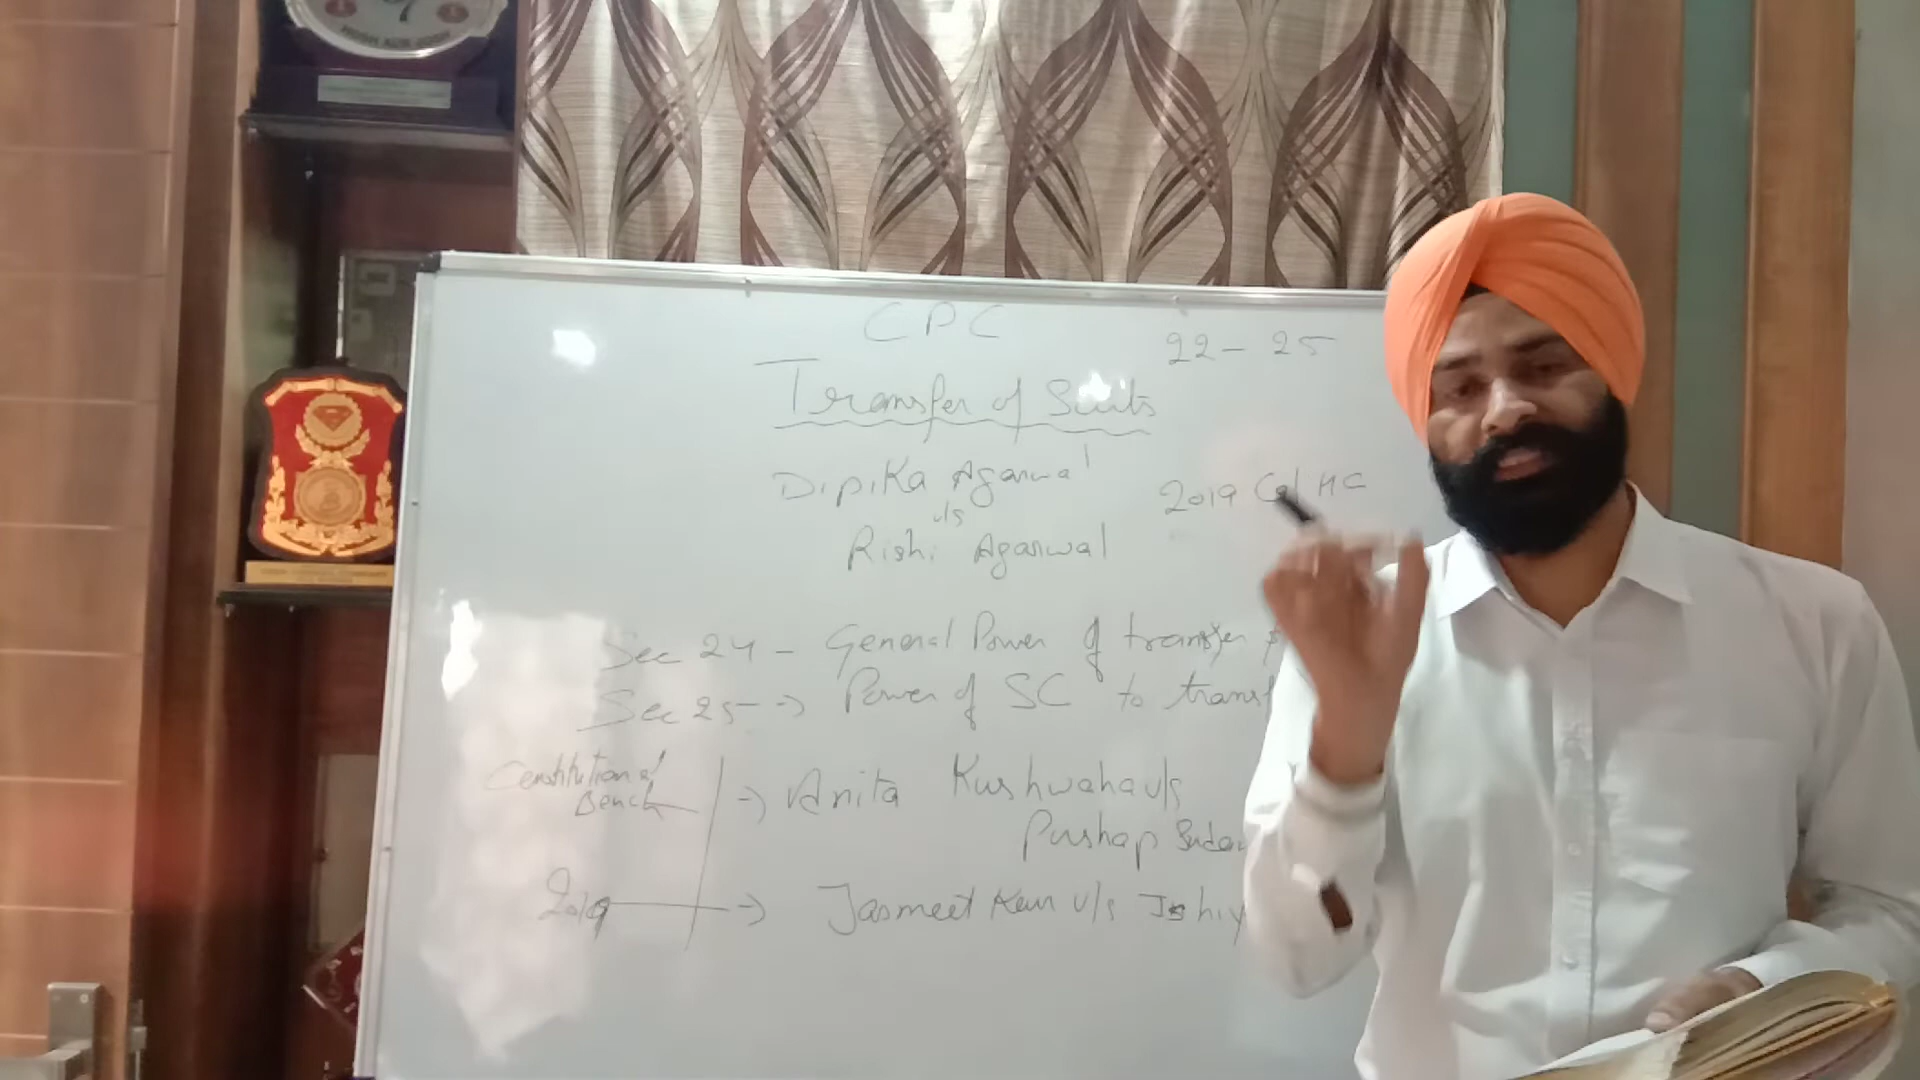 CPC
22 - 25
Transfer of Suits
Dipika Agarwal
v/s
2019 Cal HC
Rishi Agarwal
Sec 24 - General Power of transfer
Sec 25 -> Power of SC to transf
Constitutional
Bench
-> Anita Kushwaha v/s
Pushap Sudan
2019 -> Jasmeet Kaur v/s